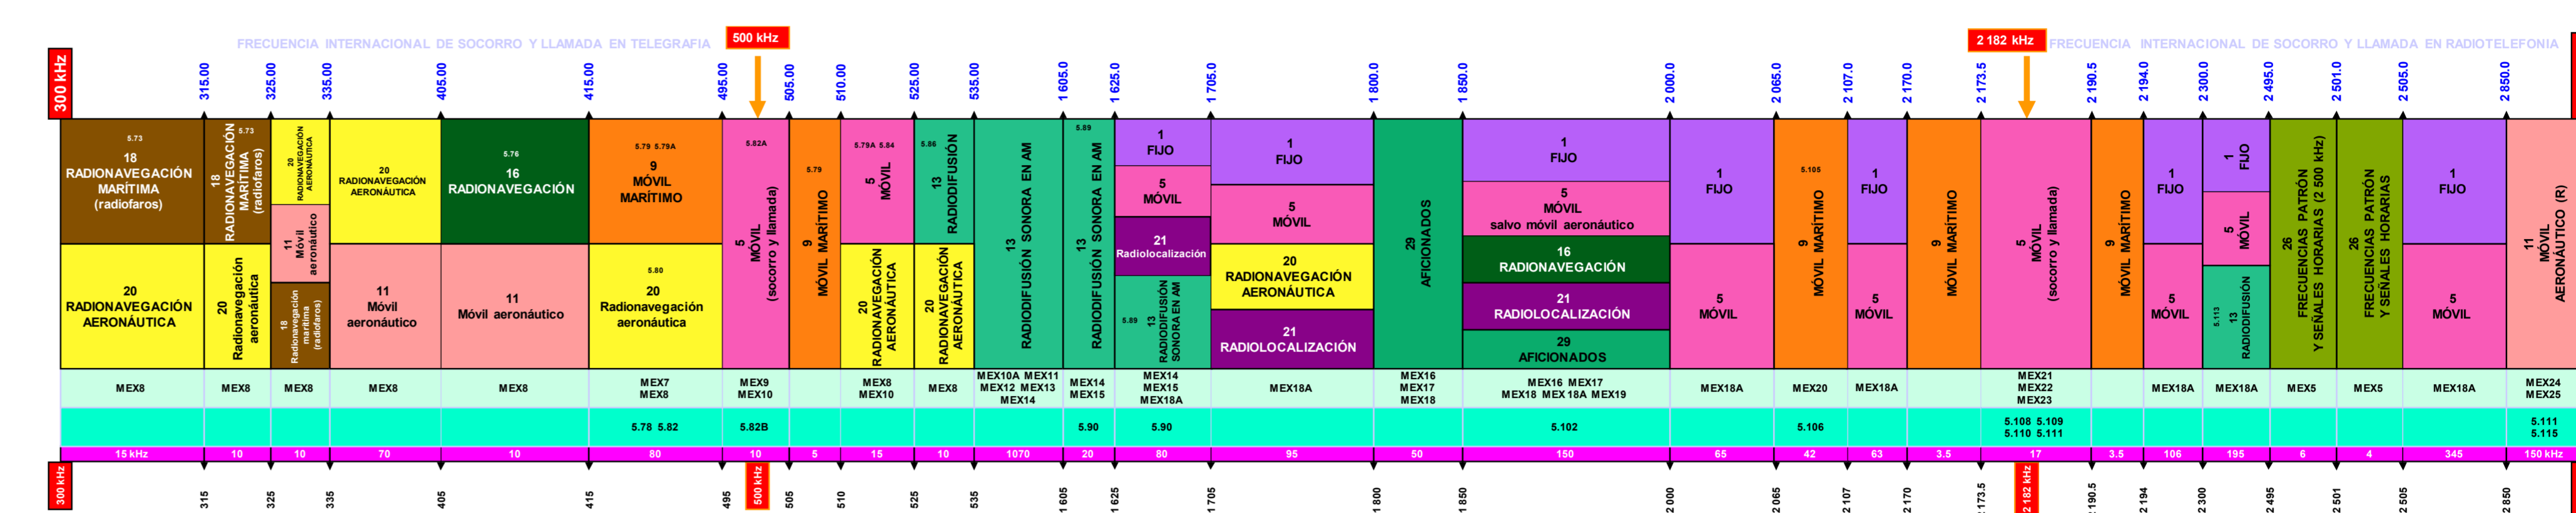 FRECUENCIA INTERNACIONAL DE SOCORRO Y LLAMADA EN TELEGRAFIA
500 kHz
2 182 kHz
FRECUENCIA INTERNACIONAL DE SOCORRO Y LLAMADA EN RADIOTELEFONIA
300 kHz
315.00
325.00
335.00
405.00
415.00
495.00
505.00
510.00
525.00
535.00
1 605.0
1 625.0
1 705.0
1 800.0
1 850.0
2 000.0
2 065.0
2 107.0
2 170.0
2 173.5
2 190.5
2 194.0
2 300.0
2 495.0
2 501.0
2 505.0
2 850.0
5.73
18
RADIONAVEGACIÓN
MARÍTIMA
(radiofaros)
20
RADIONAVEGACIÓN
AERONÁUTICA
5.73
18
RADIONAVEGACIÓN
MARÍTIMA
(radiofaros)
20
Radionavegación
aeronáutica
20
RADIONAVEGACIÓN
AERONÁUTICA
11
Móvil
aeronáutico
18
Radionavegación
marítima
(radiofaros)
20
RADIONAVEGACIÓN
AERONÁUTICA
11
Móvil
aeronáutico
5.76
16
RADIONAVEGACIÓN
11
Móvil aeronáutico
5.79 5.79A
9
MÓVIL
MARÍTIMO
5.80
20
Radionavegación
aeronáutica
5.82A
5
MÓVIL
(socorro y llamada)
5.79
9
MÓVIL MARÍTIMO
5.79A 5.84
5
MÓVIL
20
RADIONAVEGACIÓN
AERONÁUTICA
5.86
13
RADIODIFUSIÓN
20
RADIONAVEGACIÓN
AERONÁUTICA
13
RADIODIFUSIÓN SONORA EN AM
5.89
13
RADIODIFUSIÓN SONORA EN AM
1
FIJO
5
MÓVIL
21
Radiolocalización
5.89
13
RADIODIFUSIÓN
SONORA EN AM
1
FIJO
5
MÓVIL
20
RADIONAVEGACIÓN
AERONÁUTICA
21
RADIOLOCALIZACIÓN
29
AFICIONADOS
1
FIJO
5
MÓVIL
salvo móvil aeronáutico
16
RADIONAVEGACIÓN
21
RADIOLOCALIZACIÓN
29
AFICIONADOS
1
FIJO
5
MÓVIL
5.105
9
MÓVIL MARÍTIMO
1
FIJO
5
MÓVIL
9
MÓVIL MARÍTIMO
5
MÓVIL
(socorro y llamada)
9
MÓVIL MARÍTIMO
1
FIJO
5
MÓVIL
1
FIJO
5
MÓVIL
5.113
13
RADIODIFUSIÓN
26
FRECUENCIAS PATRÓN
Y SEÑALES HORARIAS (2 500 kHz)
26
FRECUENCIAS PATRÓN
Y SEÑALES HORARIAS
1
FIJO
5
MÓVIL
11
MÓVIL
AERONÁUTICO (R)
MEX8
MEX8
MEX8
MEX8
MEX8
MEX7
MEX8
MEX9
MEX10
MEX8
MEX10
MEX8
MEX10A MEX11
MEX12 MEX13
MEX14
MEX14
MEX15
MEX14
MEX15
MEX18A
MEX18A
MEX16
MEX17
MEX18
MEX16 MEX17
MEX18 MEX18A MEX19
MEX18A
MEX20
MEX18A
MEX21
MEX22
MEX23
MEX18A
MEX18A
MEX5
MEX5
MEX18A
MEX24
MEX25
5.78 5.82
5.82B
5.90
5.90
5.102
5.106
5.108 5.109
5.110 5.111
5.111
5.115
15 kHz
10
10
70
10
80
10
5
15
10
1070
20
80
95
50
150
65
42
63
3.5
17
3.5
106
195
6
4
345
150 kHz
300 kHz
315
325
335
405
415
495
500 kHz
505
510
525
535
1 605
1 625
1 705
1 800
1 850
2 000
2 065
2 107
2 170
2 173.5
2 182 kHz
2 190.5
2 194
2 300
2 495
2 501
2 505
2 850